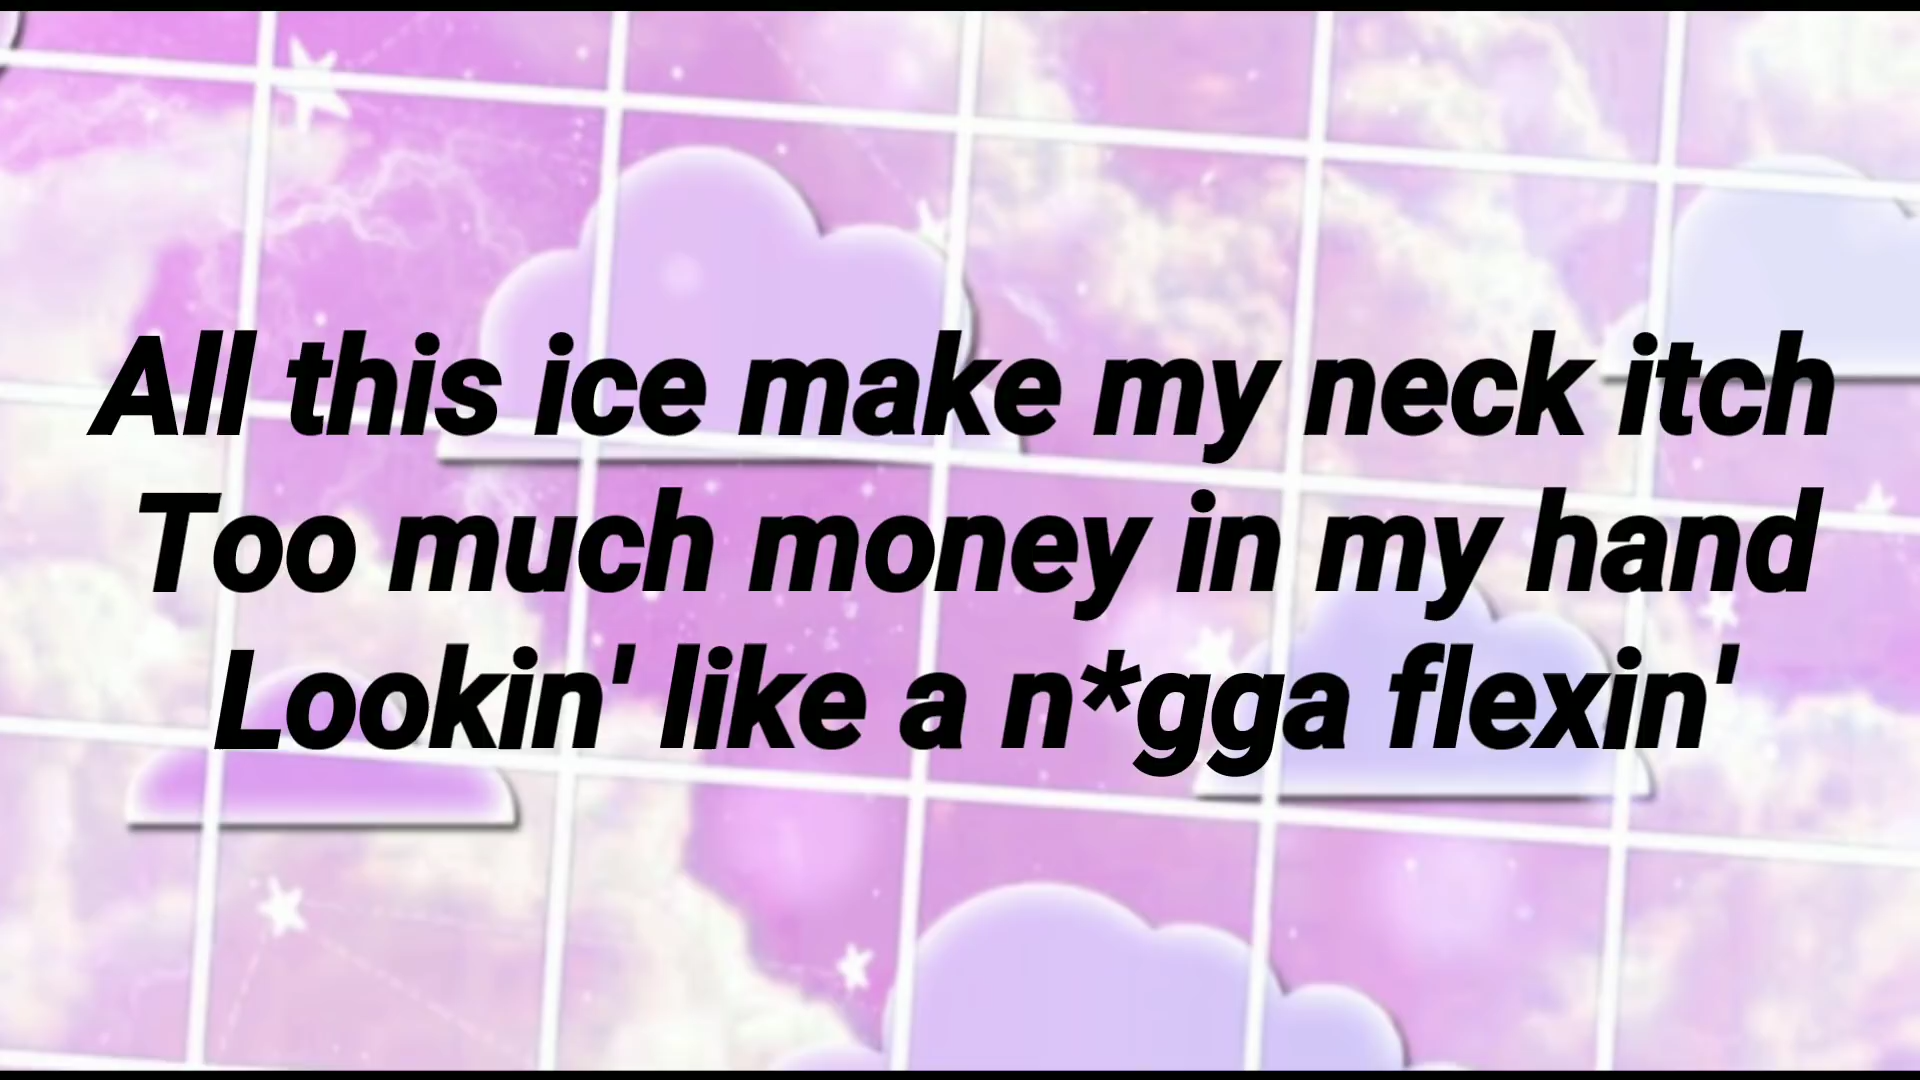 All this ice make my neck itch
Too much money in my hand
Lookin' like a n*gga flexin'